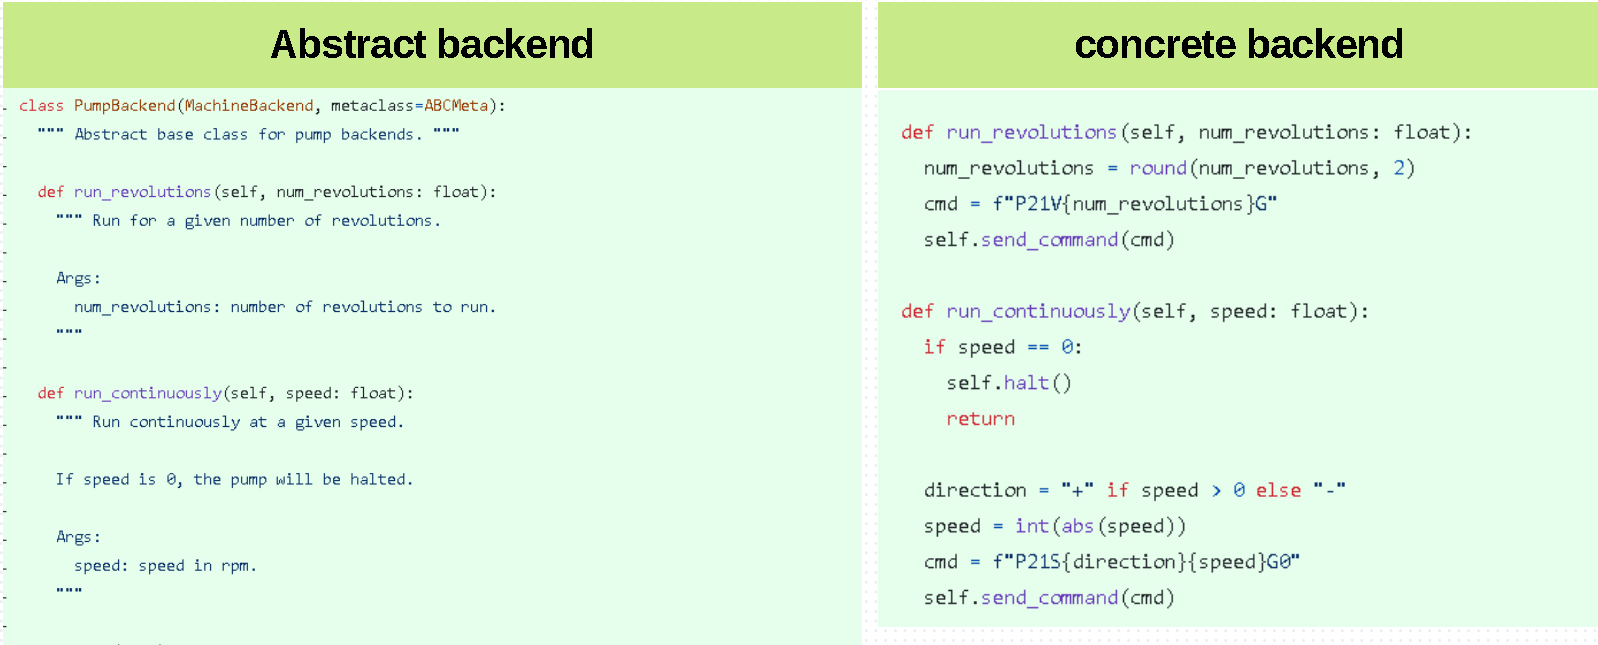 Abstract backend
class PumpBackend(MachineBackend, metaclass=ABCMeta):
""" Abstract base class for pump backends. """
def run_revolutions(self, num_revolutions: float):
""" Run for a given number of revolutions.
Args:
num_revolutions: number of revolutions to run.
"""
def run_continuously(self, speed: float):
""" Run continuously at a given speed.
If speed is 0, the pump will be halted.
Args:
speed: speed in rpm.
"""
concrete backend
def run_revolutions(self, num_revolutions: float):
num_revolutions = round(num_revolutions, 2)
cmd = f"P21V{num_revolutions}G"
self.send_command(cmd)
def run_continuously(self, speed: float):
if speed == 0:
self.halt()
return
direction = "+" if speed > 0 else "-"
speed = int(abs(speed))
cmd = f"P21S{direction}{speed}G0"
self.send_command(cmd)